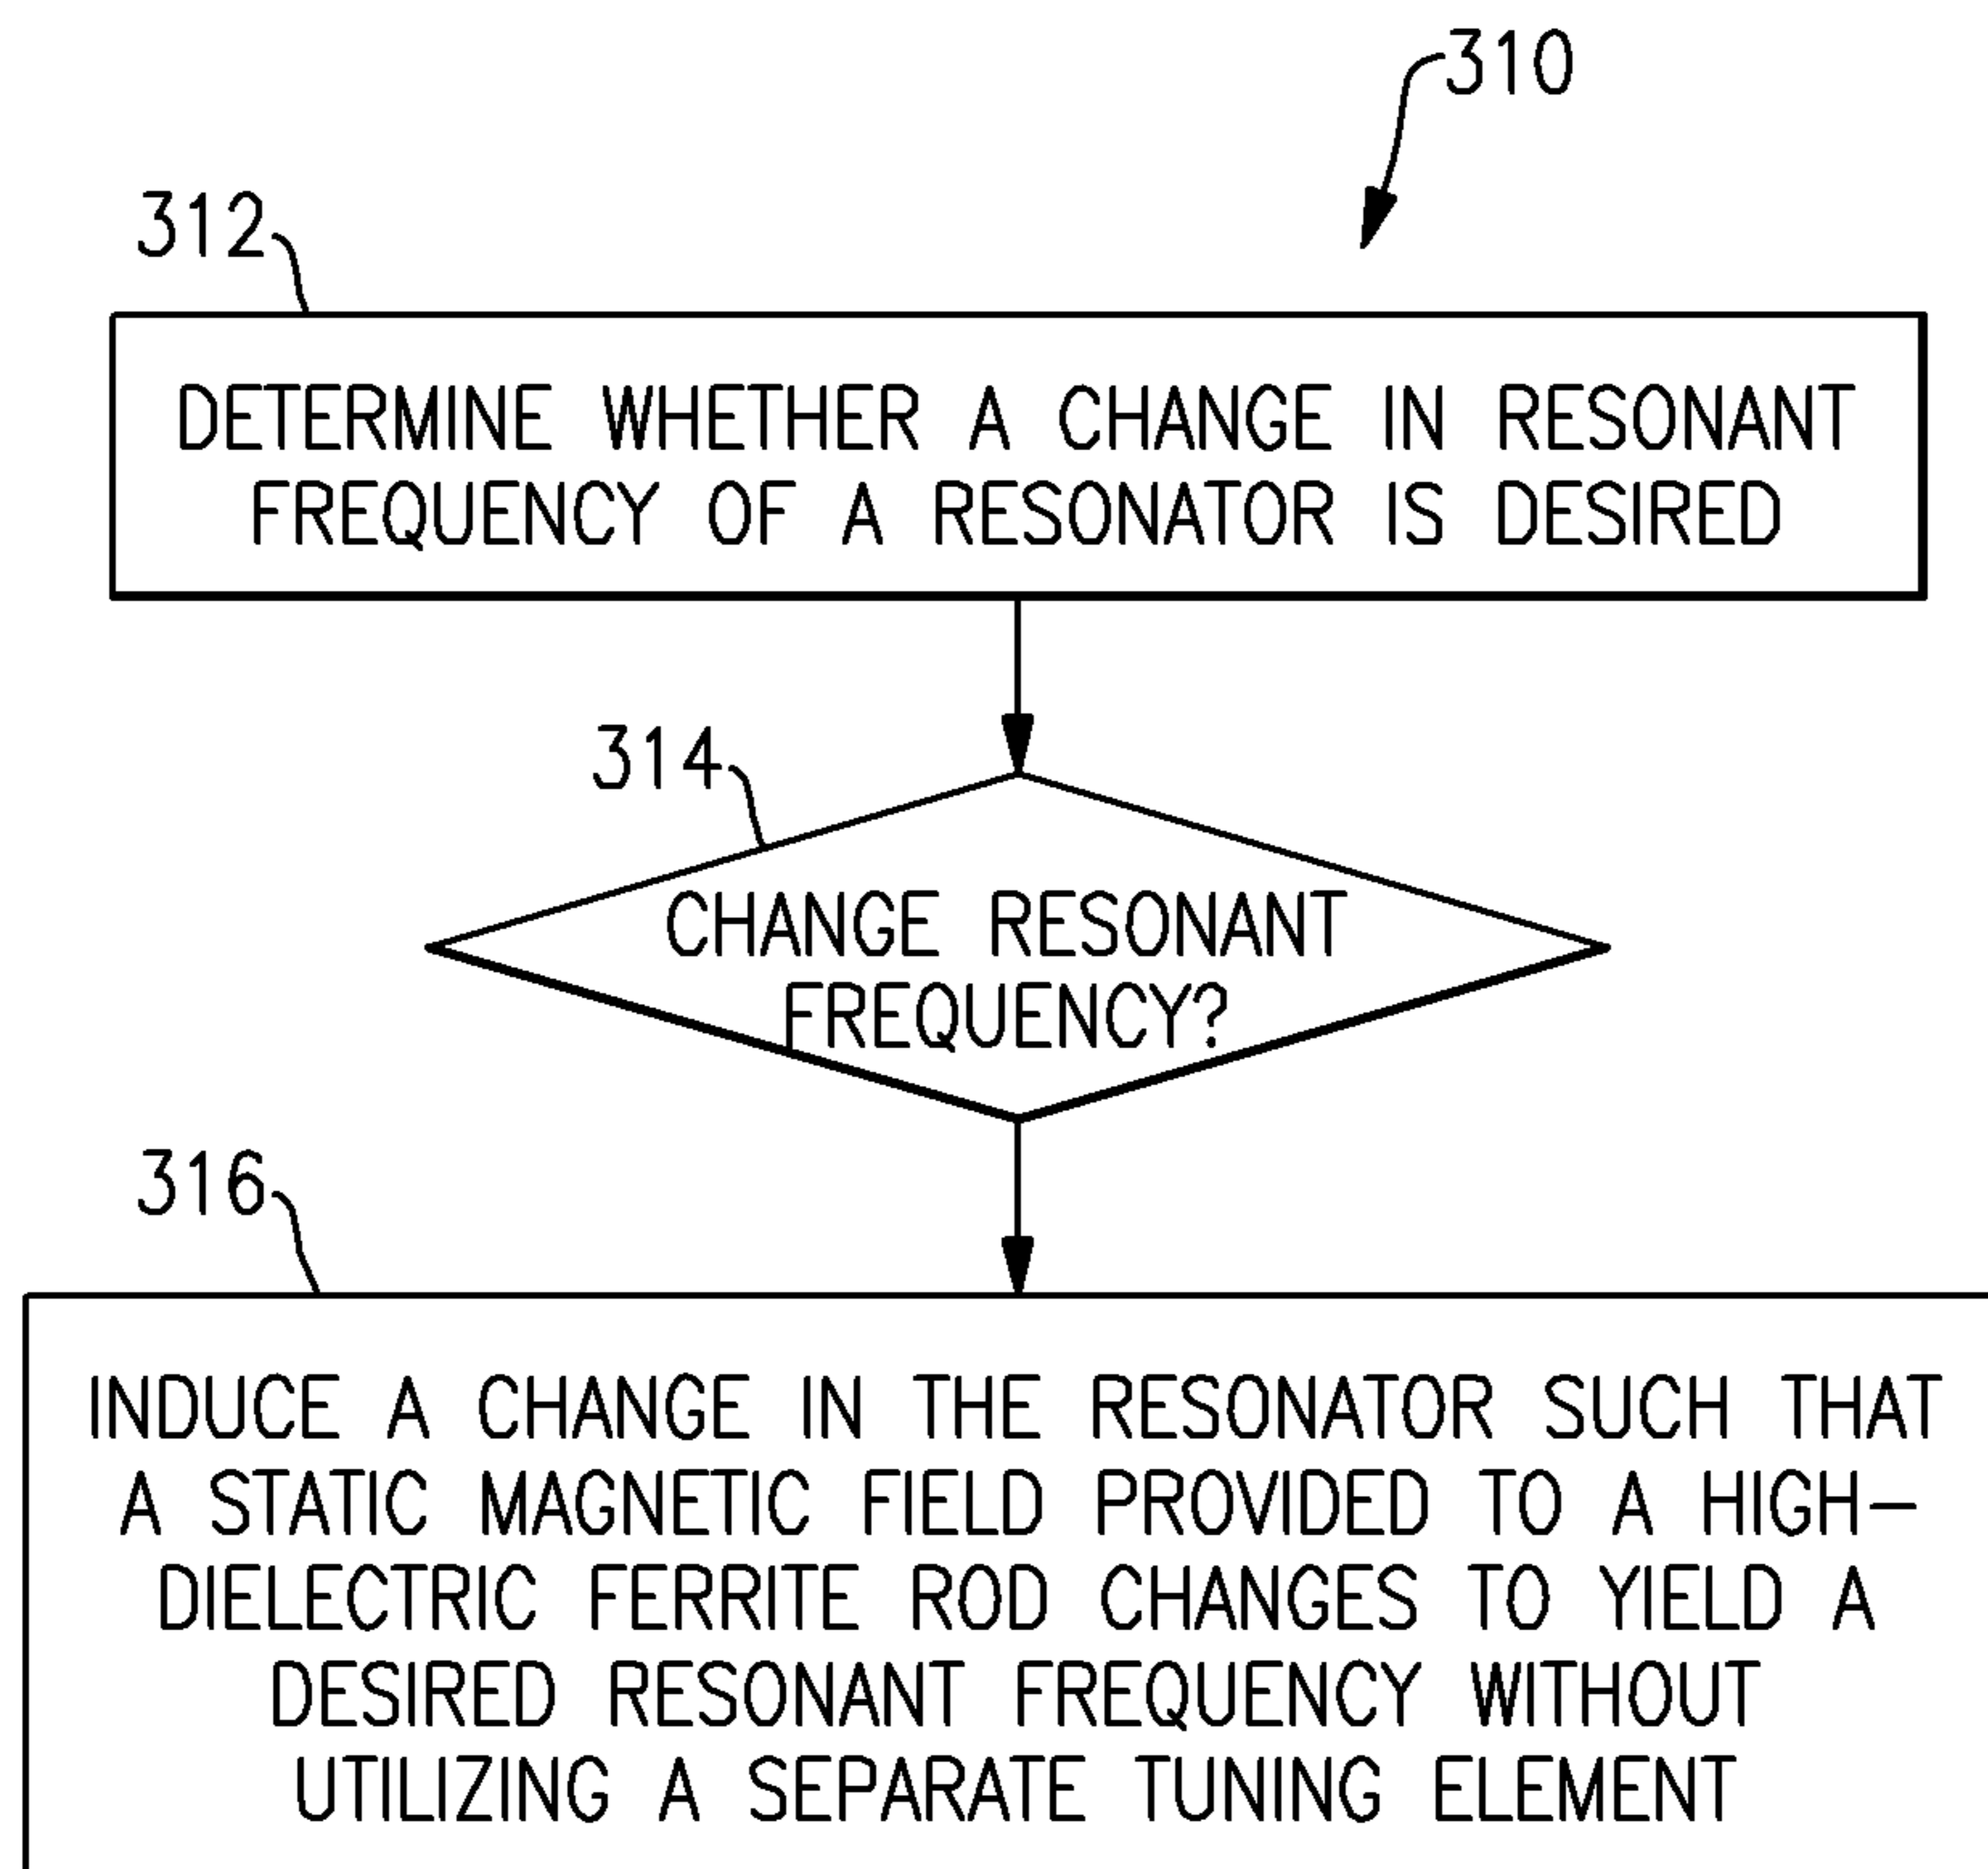 310
312
DETERMINE WHETHER A CHANGE IN RESONANT
FREQUENCY OF A RESONATOR IS DESIRED
314
CHANGE RESONANT
FREQUENCY?
316
INDUCE A CHANGE IN THE RESONATOR SUCH THAT
A STATIC MAGNETIC FIELD PROVIDED TO A HIGH-
DIELECTRIC FERRITE ROD CHANGES TO YIELD A
DESIRED RESONANT FREQUENCY WITHOUT
UTILIZING A SEPARATE TUNING ELEMENT